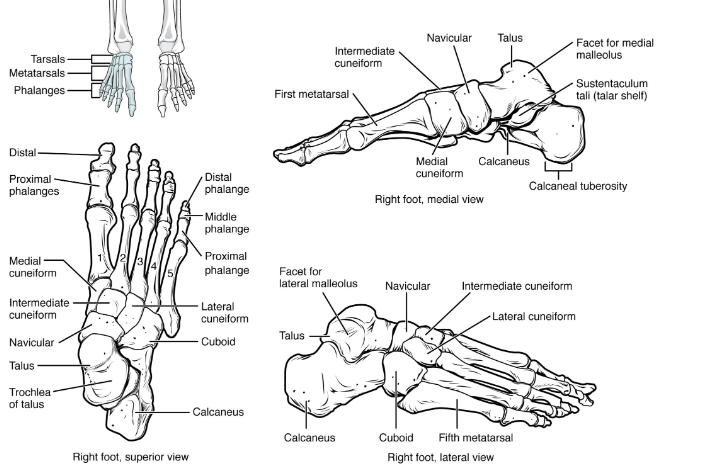 Tarsals
Metatarsals
Phalanges
Distal
Proximal
phalanges
Distal
phalange
Middle
phalange
Proximal
phalange
1
2
3
4
5
Medial
cuneiform
Intermediate
cuneiform
Navicular
Talus
Trochlea
of talus
Lateral
cuneiform
Cuboid
Calcaneus
Right foot, superior view
Navicular
Talus
Intermediate
cuneiform
Facet for medial
malleolus
First metatarsal
Sustentaculum
tali (talar shelf)
Medial
cuneiform
Calcaneus
Calcaneal tuberosity
Right foot, medial view
Facet for
lateral malleolus
Navicular
Intermediate cuneiform
Lateral cuneiform
Talus
Calcaneus
Cuboid
Fifth metatarsal
Right foot, lateral view